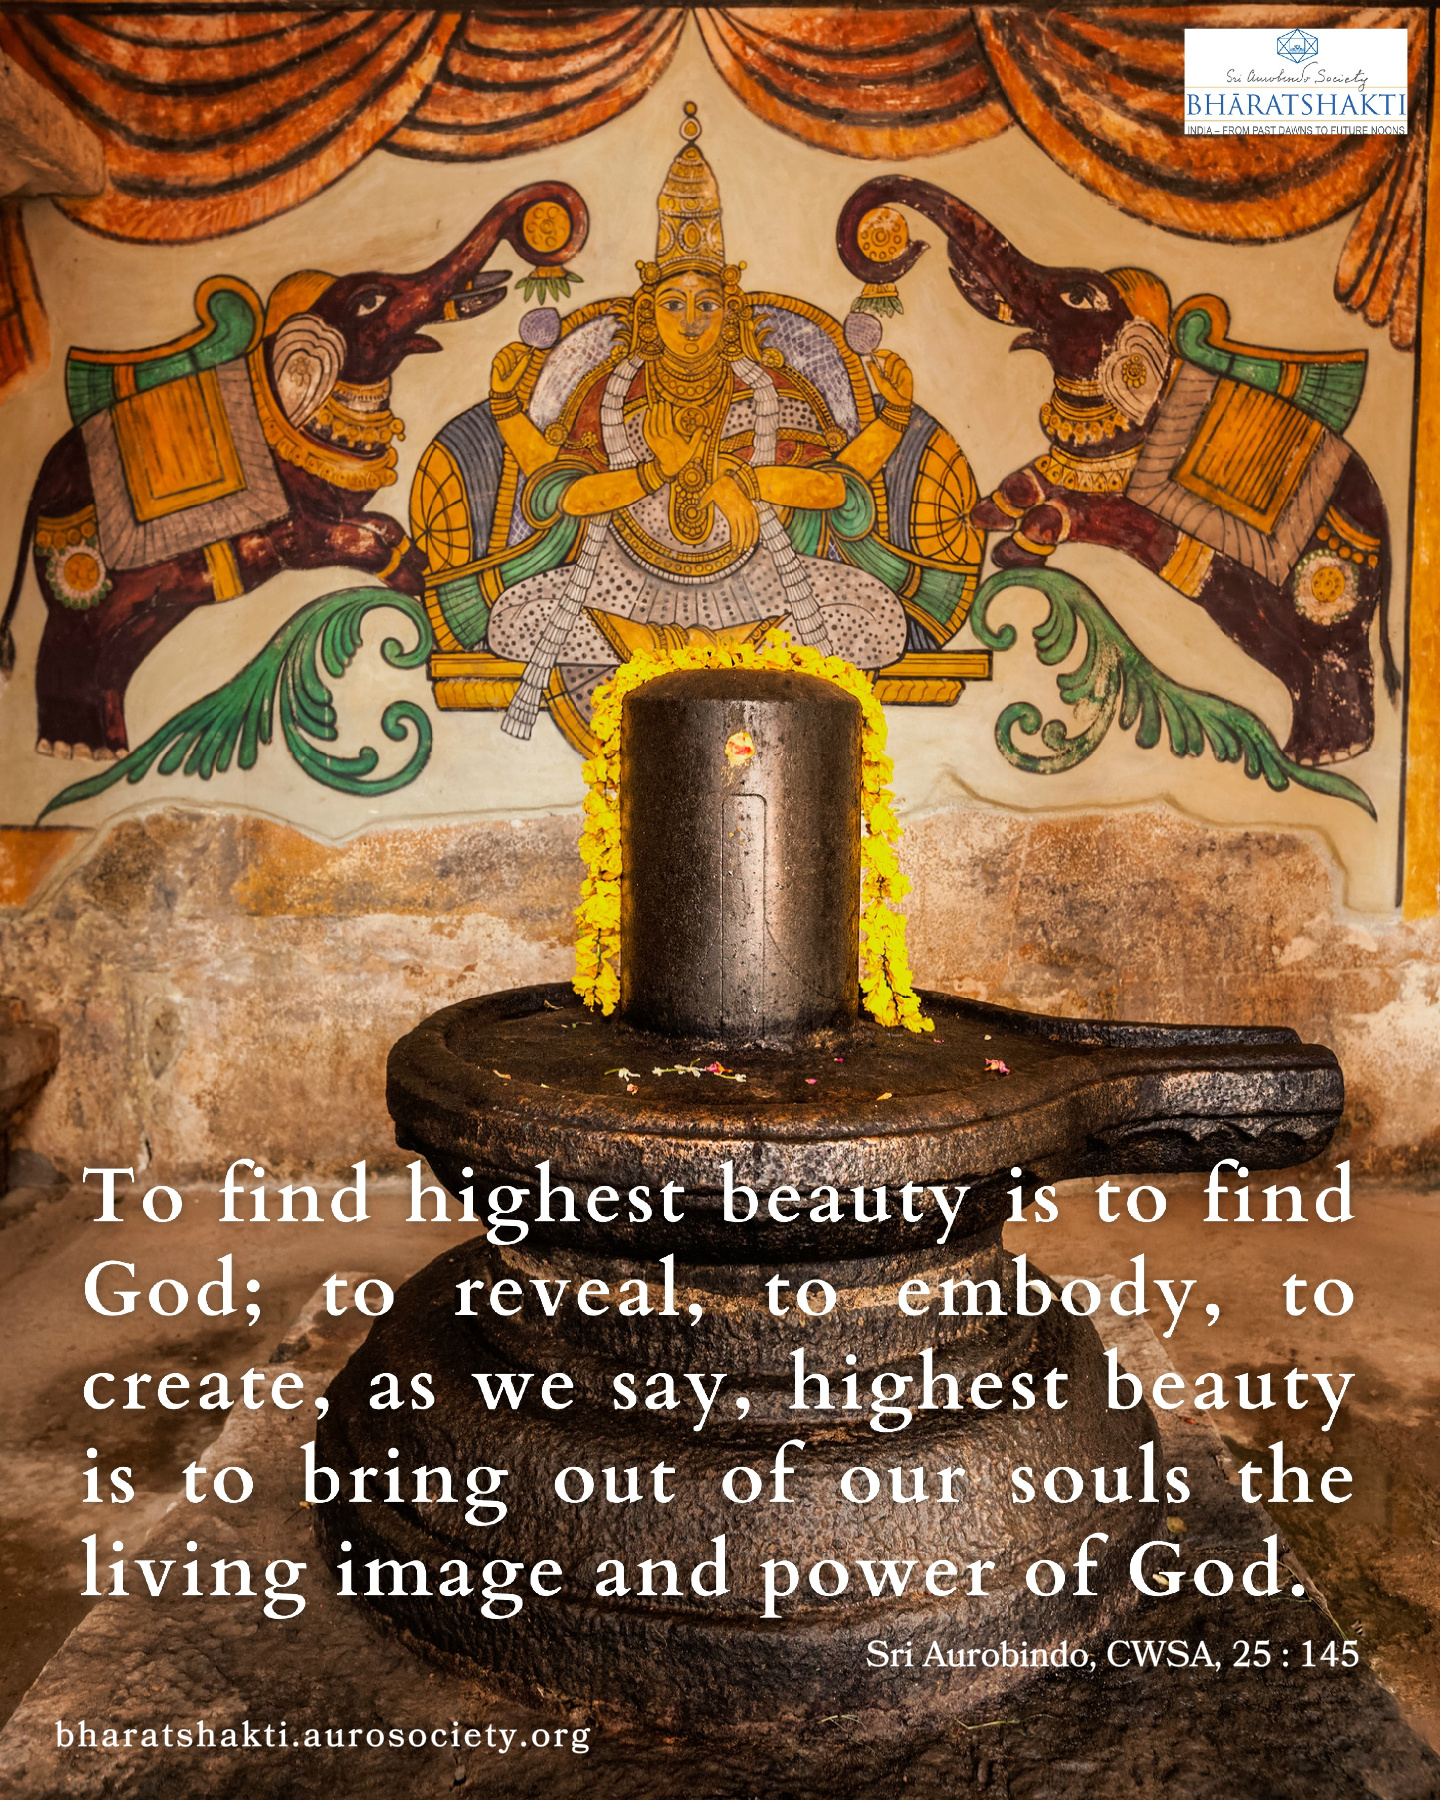 Sri Aurobindo Society
BHĀRATSHAKTI
INDIA – FROM PAST DAWNS TO FUTURE NOONS
To find highest beauty is to find
God; to reveal, to embody, to
create, as we say, highest beauty
is to bring out of our souls the
living image and power of God.
Sri Aurobindo, CWSA, 25 : 145
bharatshakti.aurosociety.org